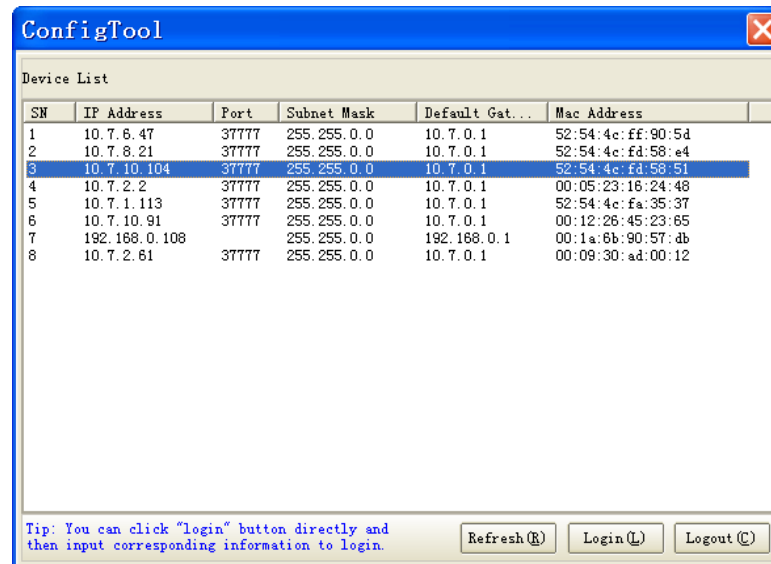 ConfigTool
Device List
SN IP Address Port Subnet Mask Default Gat... Mac Address
1 10.7.6.47 37777 255.255.0.0 10.7.0.1 52:54:4c:ff:90:5d
2 10.7.8.21 37777 255.255.0.0 10.7.0.1 52:54:4c:fd:58:e4
3 10.7.10.104 37777 255.255.0.0 10.7.0.1 52:54:4c:fd:58:51
4 10.7.2.2 37777 255.255.0.0 10.7.0.1 00:05:23:16:24:48
5 10.7.1.113 37777 255.255.0.0 10.7.0.1 52:54:4c:fa:35:37
6 10.7.10.91 37777 255.255.0.0 10.7.0.1 00:12:26:45:23:65
7 192.168.0.108 255.255.0.0 192.168.0.1 00:1a:6b:90:57:db
8 10.7.2.61 37777 255.255.0.0 10.7.0.1 00:09:30:ad:00:12
Tip: You can click "login" button directly and
then input corresponding information to login.
Refresh(R) Login(L) Logout(C)